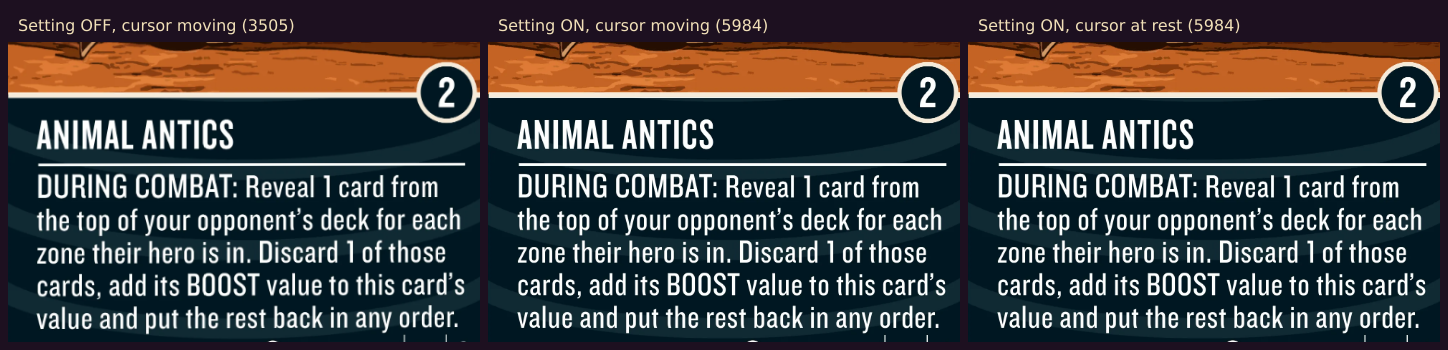 Setting OFF, cursor moving (3505)
2
ANIMAL ANTICS
DURING COMBAT: Reveal 1 card from
the top of your opponent’s deck for each
zone their hero is in. Discard 1 of those
cards, add its BOOST value to this card’s
value and put the rest back in any order.
Setting ON, cursor moving (5984)
2
ANIMAL ANTICS
DURING COMBAT: Reveal 1 card from
the top of your opponent’s deck for each
zone their hero is in. Discard 1 of those
cards, add its BOOST value to this card’s
value and put the rest back in any order.
Setting ON, cursor at rest (5984)
2
ANIMAL ANTICS
DURING COMBAT: Reveal 1 card from
the top of your opponent’s deck for each
zone their hero is in. Discard 1 of those
cards, add its BOOST value to this card’s
value and put the rest back in any order.